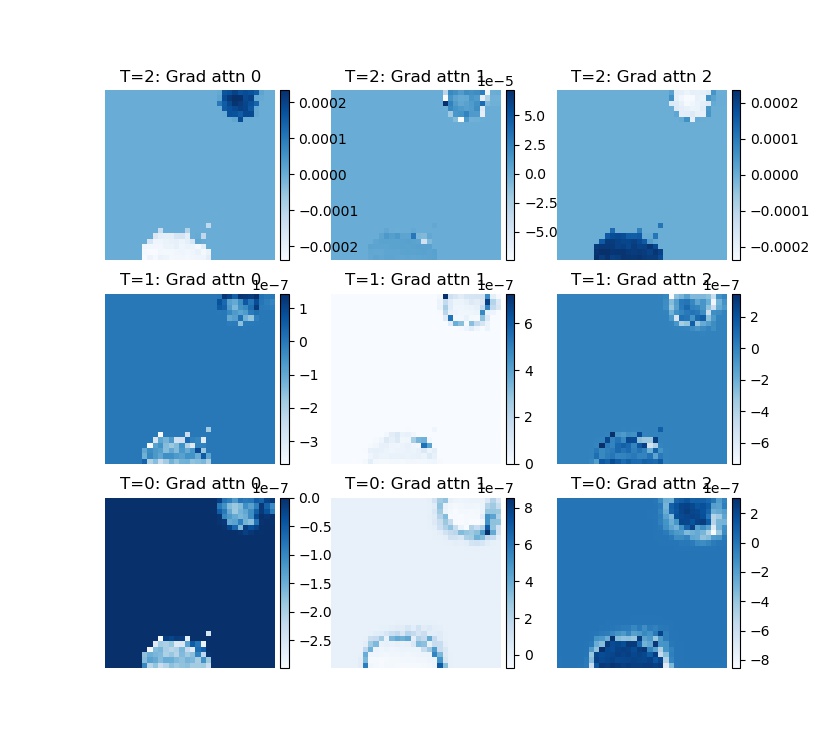 T=2: Grad attn 0
0.0002
0.0001
0.0000
−0.0001
−0.0002
T=2: Grad attn 1
1e−5
5.0
2.5
0.0
−2.5
−5.0
T=2: Grad attn 2
0.0002
0.0001
0.0000
−0.0001
−0.0002
T=1: Grad attn 0
1e−7
1
0
−1
−2
−3
T=1: Grad attn 1
1e−7
6
4
2
0
T=1: Grad attn 2
1e−7
2
0
−2
−4
−6
T=0: Grad attn 0
1e−7
0.0
−0.5
−1.0
−1.5
−2.0
−2.5
T=0: Grad attn 1
1e−7
8
6
4
2
0
T=0: Grad attn 2
1e−7
2
0
−2
−4
−6
−8